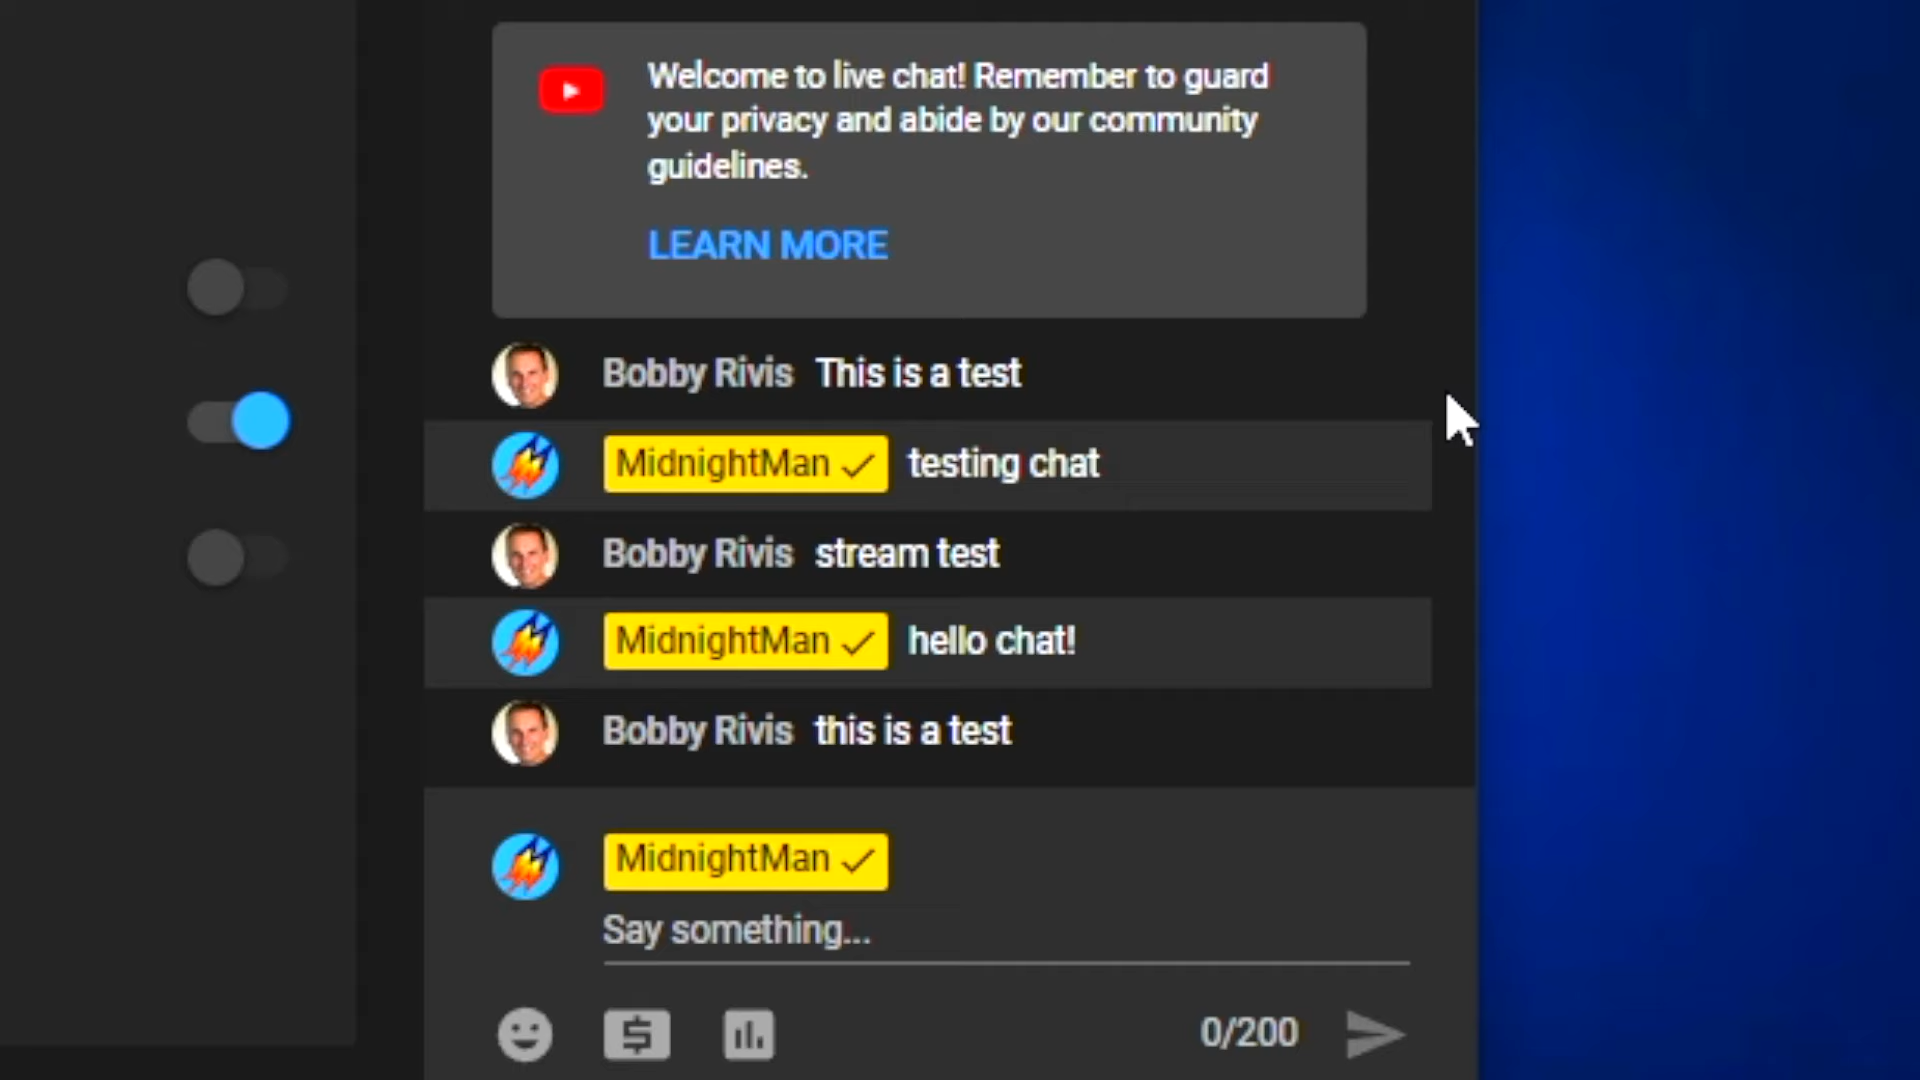 Welcome to live chat! Remember to guard
your privacy and abide by our community
guidelines.
LEARN MORE
Bobby Rivis This is a test
MidnightMan ✓ testing chat
Bobby Rivis stream test
MidnightMan ✓ hello chat!
Bobby Rivis this is a test
MidnightMan ✓
Say something...
0/200